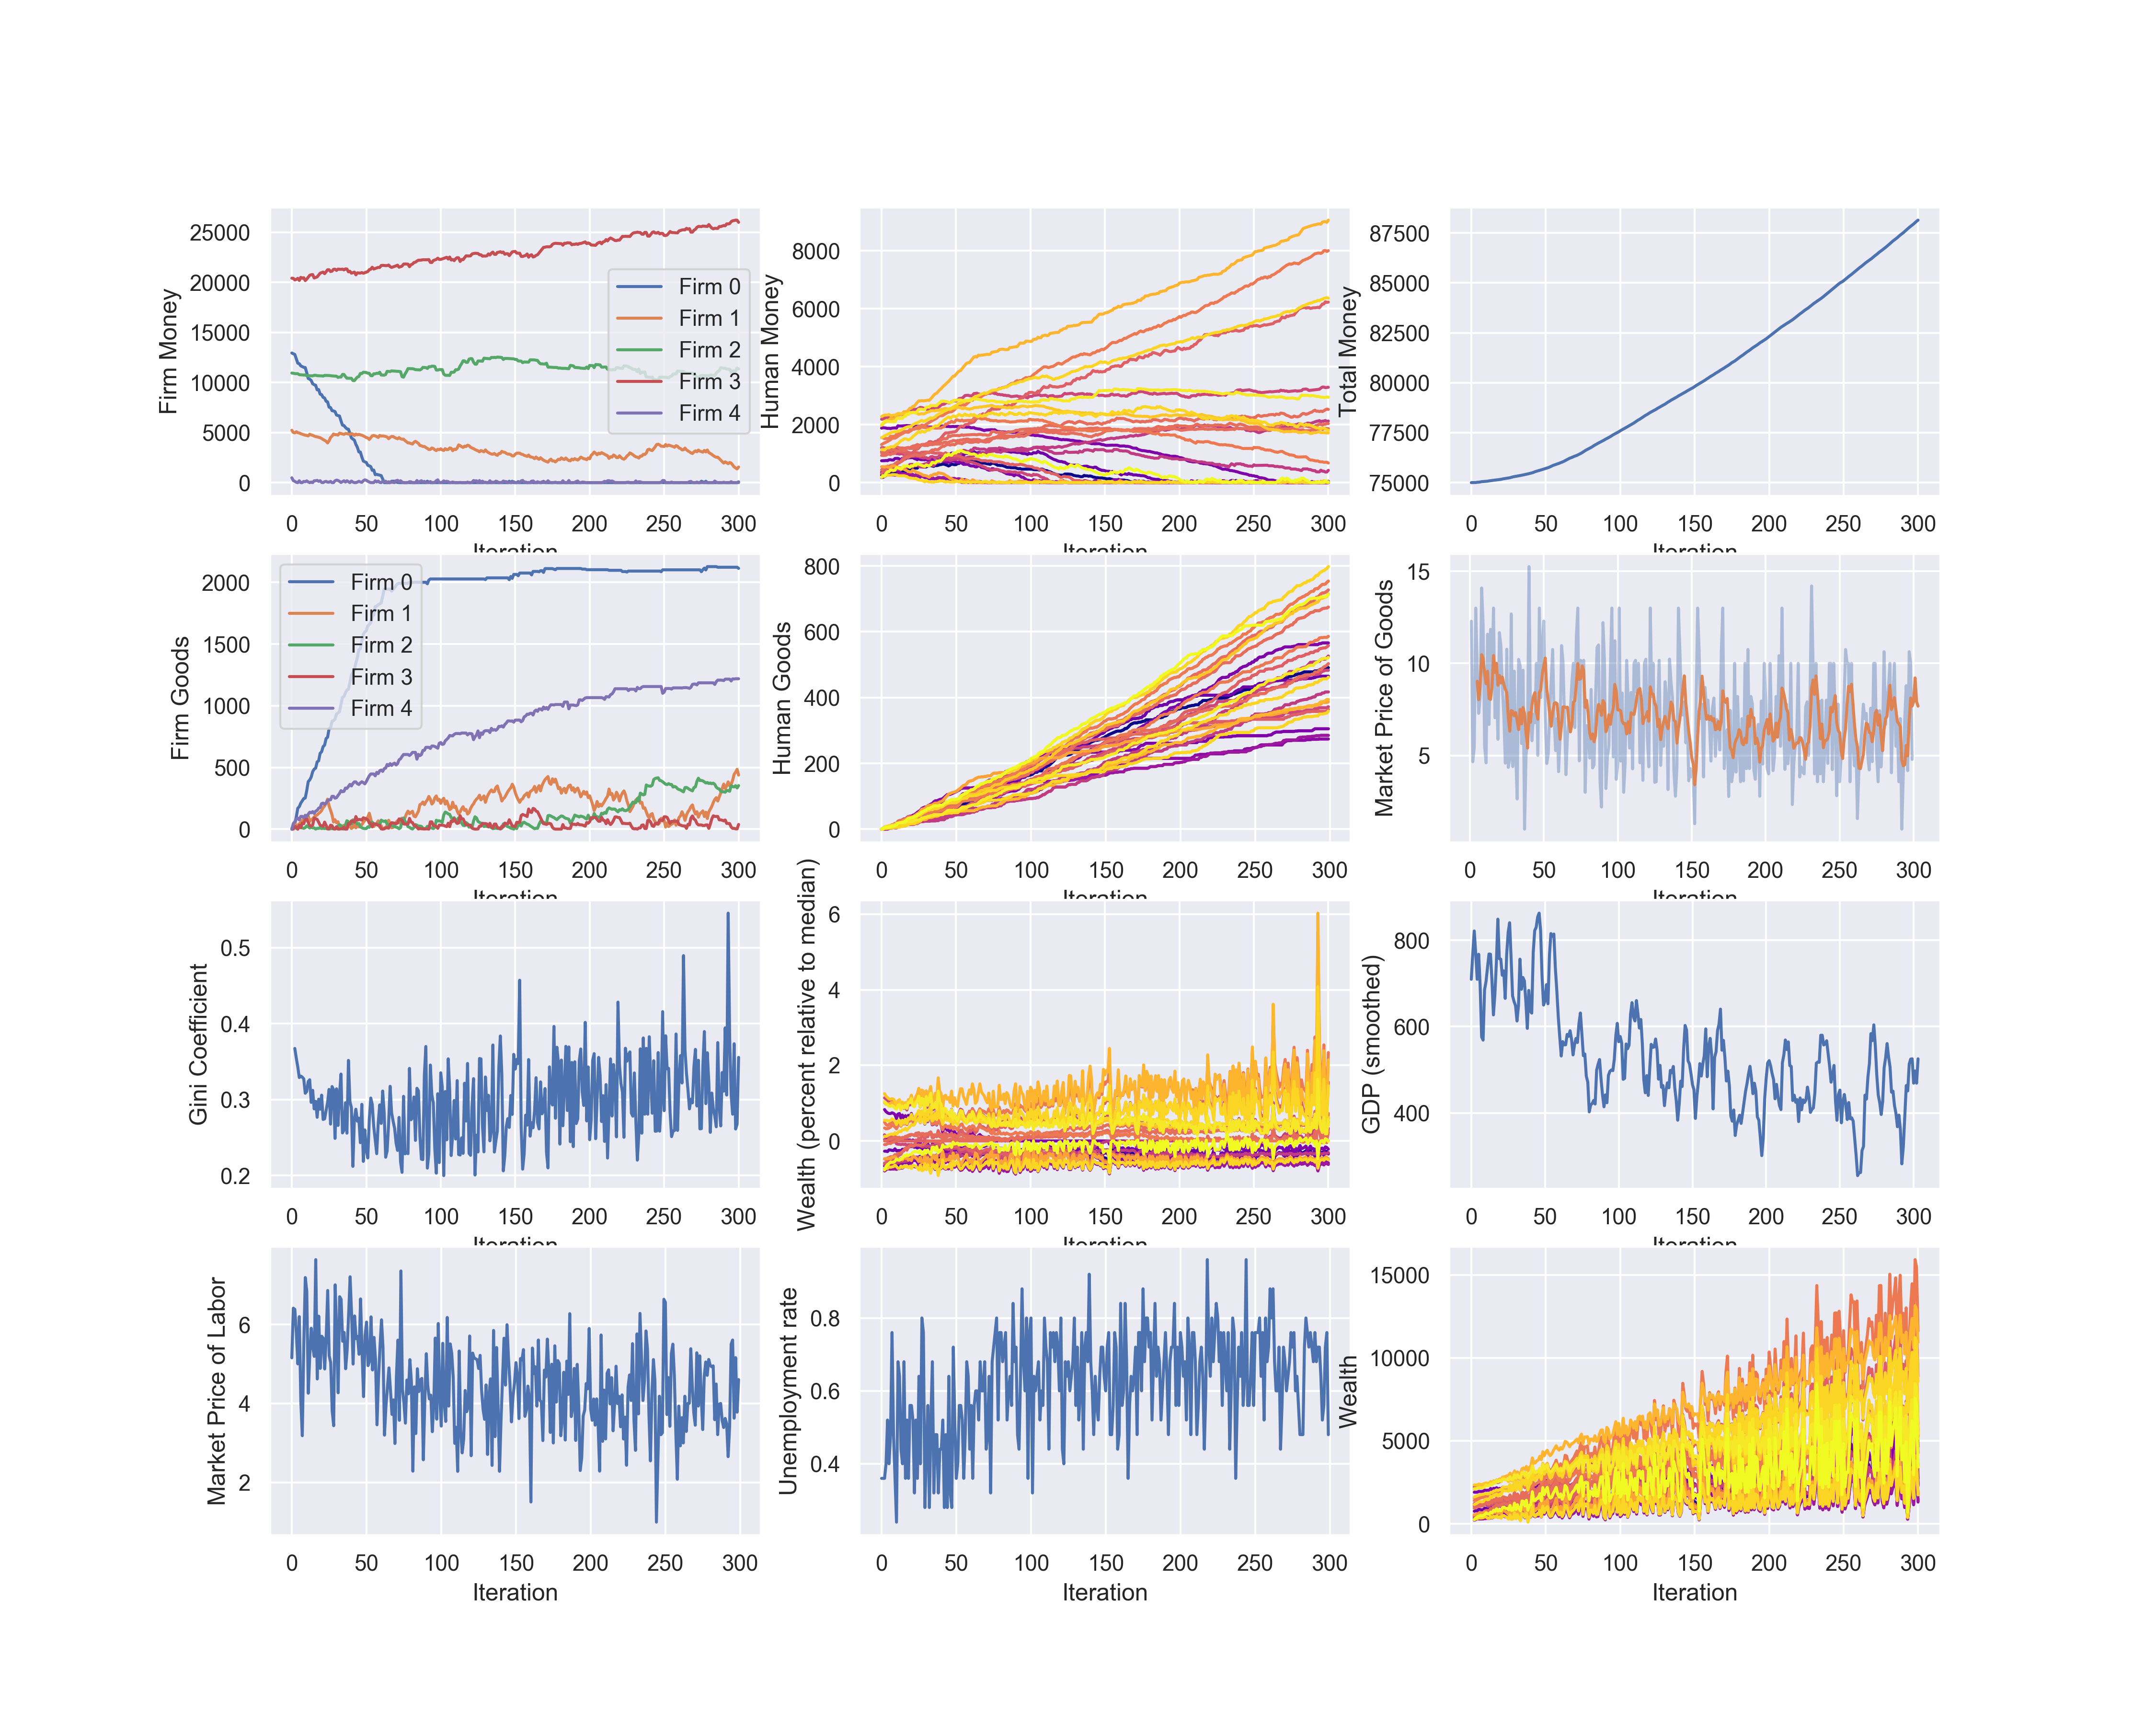 Firm Money
25000
20000
15000
10000
5000
0
0 50 100 150 200 250 300
Iteration
Firm 0
Firm 1
Firm 2
Firm 3
Firm 4
Human Money
8000
6000
4000
2000
0
0 50 100 150 200 250 300
Iteration
Total Money
87500
85000
82500
80000
77500
75000
0 50 100 150 200 250 300
Iteration
Firm Goods
2000
1500
1000
500
0
0 50 100 150 200 250 300
Iteration
Firm 0
Firm 1
Firm 2
Firm 3
Firm 4
Human Goods
800
600
400
200
0
0 50 100 150 200 250 300
Iteration
Market Price of Goods
15
10
5
0 50 100 150 200 250 300
Iteration
Gini Coefficient
0.5
0.4
0.3
0.2
0 50 100 150 200 250 300
Iteration
Wealth (percent relative to median)
6
4
2
0
0 50 100 150 200 250 300
Iteration
GDP (smoothed)
800
600
400
0 50 100 150 200 250 300
Iteration
Market Price of Labor
6
4
2
0 50 100 150 200 250 300
Iteration
Unemployment rate
0.8
0.6
0.4
0 50 100 150 200 250 300
Iteration
Wealth
15000
10000
5000
0
0 50 100 150 200 250 300
Iteration